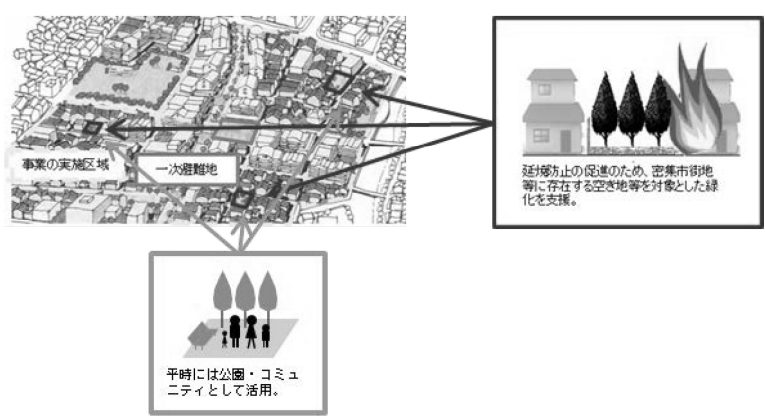 事業の実施区域
一次避難地
延焼防止の促進のため、密集市街地
等に存在する空き地等を対象とした緑
化を支援。
平時には公園・コミュ
ニティとして活用。